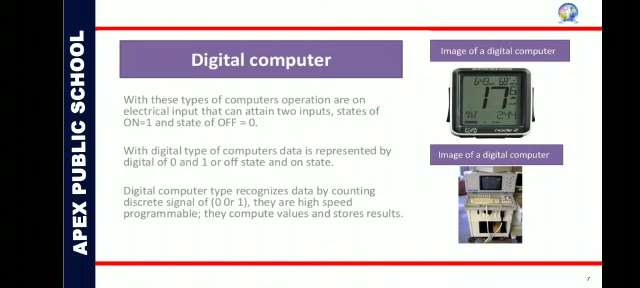 APEX PUBLIC SCHOOL
Digital computer
With these types of computers operation are on
electrical input that can attain two inputs, states of
ON=1 and state of OFF = 0.
With digital type of computers data is represented by
digital of 0 and 1 or off state and on state.
Digital computer type recognizes data by counting
discrete signal of (0 0r 1), they are high speed
programmable; they compute values and stores results.
Image of a digital computer
Image of a digital computer
7